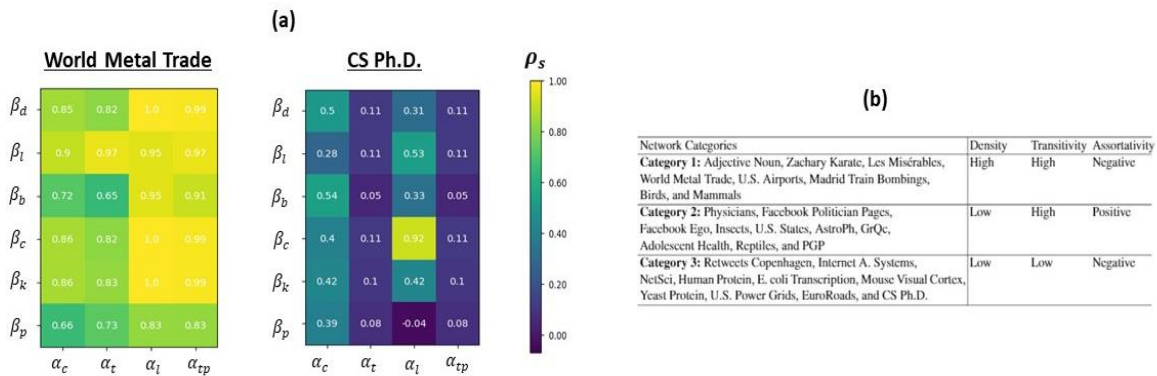 (a)
World Metal Trade
CS Ph.D.
ρs
βd 0.85 0.82 1.0 0.99
βl 0.9 0.97 0.95 0.97
βb 0.72 0.65 0.95 0.91
βc 0.86 0.82 1.0 0.99
βk 0.86 0.83 1.0 0.99
βp 0.66 0.73 0.83 0.83
αc αt αl αtp
βd 0.5 0.11 0.31 0.11
βl 0.28 0.11 0.53 0.11
βb 0.54 0.05 0.33 0.05
βc 0.4 0.11 0.92 0.11
βk 0.42 0.1 0.42 0.1
βp 0.39 0.08 -0.04 0.08
αc αt αl αtp
1.00
0.80
0.60
0.40
0.20
0.00
(b)
Network Categories Density Transitivity Assortativity
Category 1: Adjective Noun, Zachary Karate, Les Misérables, High High Negative
World Metal Trade, U.S. Airports, Madrid Train Bombings,
Birds, and Mammals
Category 2: Physicians, Facebook Politician Pages, Low High Positive
Facebook Ego, Insects, U.S. States, AstroPh, GrQc,
Adolescent Health, Reptiles, and PGP
Category 3: Retweets Copenhagen, Internet A. Systems, Low Low Negative
NetSci, Human Protein, E. coli Transcription, Mouse Visual Cortex,
Yeast Protein, U.S. Power Grids, EuroRoads, and CS Ph.D.